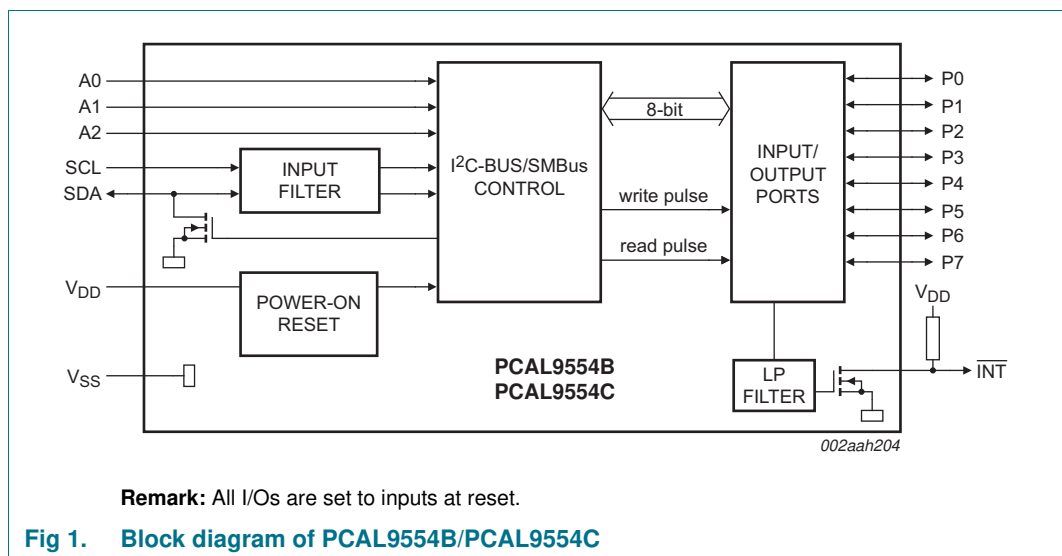 A0
A1
A2
SCL
SDA
INPUT
FILTER
I²C-BUS/SMBus
CONTROL
8-bit
write pulse
read pulse
INPUT/
OUTPUT
PORTS
P0
P1
P2
P3
P4
P5
P6
P7
VDD
POWER-ON
RESET
VSS
PCAL9554B
PCAL9554C
LP
FILTER
VDD
INT
002aah204
Remark: All I/Os are set to inputs at reset.
Fig 1. Block diagram of PCAL9554B/PCAL9554C